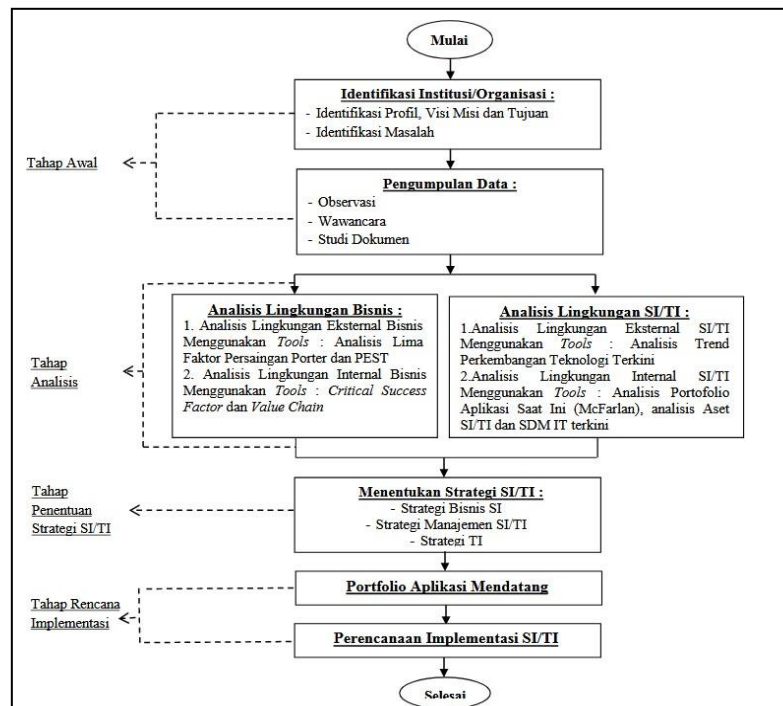 Mulai
Identifikasi Institusi/Organisasi :
- Identifikasi Profil, Visi Misi dan Tujuan
- Identifikasi Masalah
Tahap Awal
Pengumpulan Data :
- Observasi
- Wawancara
- Studi Dokumen
Tahap
Analisis
Analisis Lingkungan Bisnis :
1. Analisis Lingkungan Eksternal Bisnis
Menggunakan Tools : Analisis Lima
Faktor Persaingan Porter dan PEST
2. Analisis Lingkungan Internal Bisnis
Menggunakan Tools : Critical Success
Factor dan Value Chain
Analisis Lingkungan SI/TI :
1.Analisis Lingkungan Eksternal SI/TI
Menggunakan Tools : Analisis Trend
Perkembangan Teknologi Terkini
2.Analisis Lingkungan Internal SI/TI
Menggunakan Tools : Analisis Portofolio
Aplikasi Saat Ini (McFarlan), analisis Aset
SI/TI dan SDM IT terkini
Tahap
Penentuan
Strategi SI/TI
Menentukan Strategi SI/TI :
- Strategi Bisnis SI
- Strategi Manajemen SI/TI
- Strategi TI
Tahap Rencana
Implementasi
Portfolio Aplikasi Mendatang
Perencanaan Implementasi SI/TI
Selesai